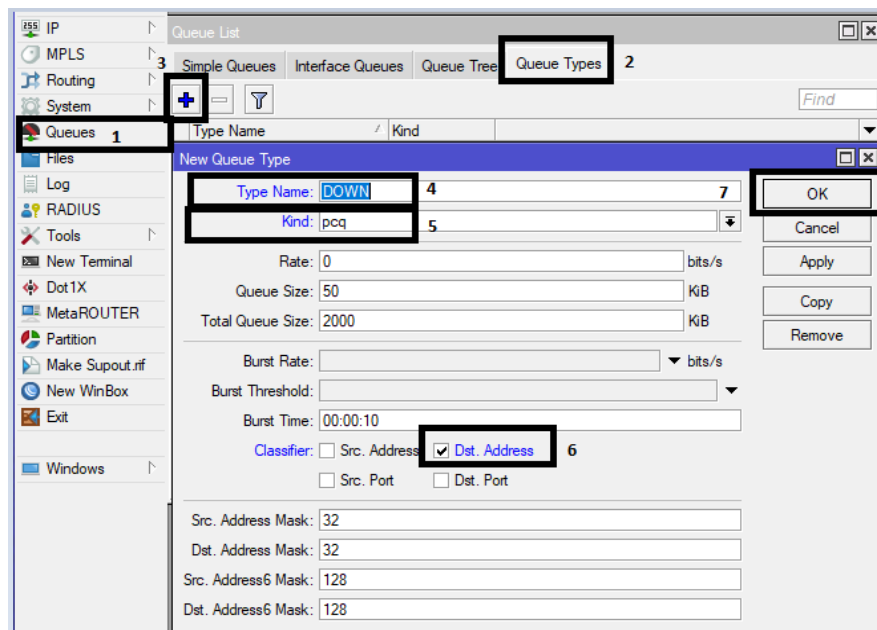 255 IP
MPLS
Routing
System
Queues 1
Files
Log
RADIUS
Tools
New Terminal
Dot1X
MetaROUTER
Partition
Make Supout.rif
New WinBox
Exit
Windows
Queue List
3 Simple Queues Interface Queues Queue Tree Queue Types 2
Find
Type Name / Kind
New Queue Type
Type Name: DOWN 4 7 OK
Kind: pcq 5 Cancel
Rate: 0 bits/s Apply
Queue Size: 50 KiB Copy
Total Queue Size: 2000 KiB Remove
Burst Rate: bits/s
Burst Threshold:
Burst Time: 00:00:10
Classifier: Src. Address Dst. Address 6
Src. Port Dst. Port
Src. Address Mask: 32
Dst. Address Mask: 32
Src. Address6 Mask: 128
Dst. Address6 Mask: 128